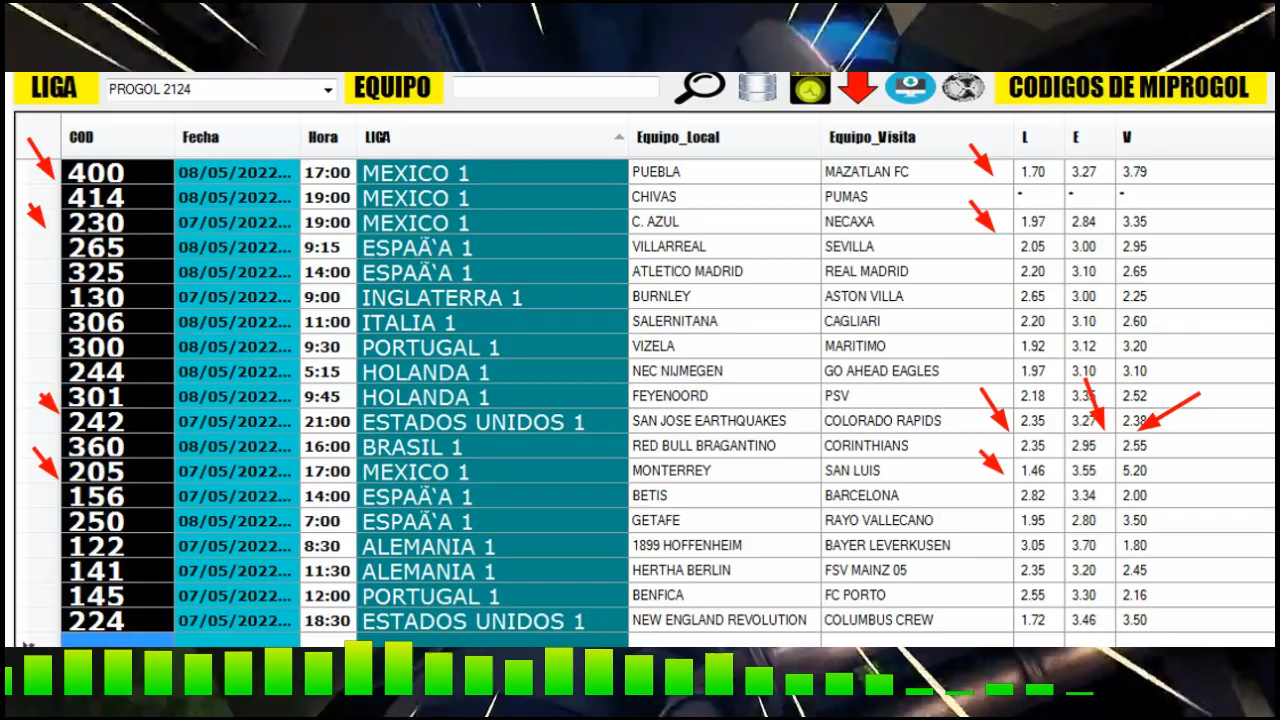 LIGA PROGOL 2124 EQUIPO CODIGOS DE MIPROGOL
COD Fecha Hora LIGA Equipo_Local Equipo_Visita L E V
400 08/05/2022... 17:00 MEXICO 1 PUEBLA MAZATLAN FC 1.70 3.27 3.79
414 08/05/2022... 19:00 MEXICO 1 CHIVAS PUMAS - - -
230 07/05/2022... 19:00 MEXICO 1 C. AZUL NECAXA 1.97 2.84 3.35
265 08/05/2022... 9:15 ESPAÃ‘A 1 VILLARREAL SEVILLA 2.05 3.00 2.95
325 08/05/2022... 14:00 ESPAÃ‘A 1 ATLETICO MADRID REAL MADRID 2.20 3.10 2.65
130 07/05/2022... 9:00 INGLATERRA 1 BURNLEY ASTON VILLA 2.65 3.00 2.25
306 08/05/2022... 11:00 ITALIA 1 SALERNITANA CAGLIARI 2.20 3.10 2.60
300 08/05/2022... 9:30 PORTUGAL 1 VIZELA MARITIMO 1.92 3.12 3.20
244 08/05/2022... 5:15 HOLANDA 1 NEC NIJMEGEN GO AHEAD EAGLES 1.97 3.10 3.10
301 08/05/2022... 9:45 HOLANDA 1 FEYENOORD PSV 2.18 2.52
242 07/05/2022... 21:00 ESTADOS UNIDOS 1 SAN JOSE EARTHQUAKES COLORADO RAPIDS 2.35 3.27 2.38
360 08/05/2022... 16:00 BRASIL 1 RED BULL BRAGANTINO CORINTHIANS 2.35 2.95 2.55
205 07/05/2022... 17:00 MEXICO 1 MONTERREY SAN LUIS 1.46 3.55 5.20
156 07/05/2022... 14:00 ESPAÃ‘A 1 BETIS BARCELONA 2.82 3.34 2.00
250 08/05/2022... 7:00 ESPAÃ‘A 1 GETAFE RAYO VALLECANO 1.95 2.80 3.50
122 07/05/2022... 8:30 ALEMANIA 1 1899 HOFFENHEIM BAYER LEVERKUSEN 3.05 3.70 1.80
141 07/05/2022... 11:30 ALEMANIA 1 HERTHA BERLIN FSV MAINZ 05 2.35 3.20 2.45
145 07/05/2022... 12:00 PORTUGAL 1 BENFICA FC PORTO 2.55 3.30 2.16
224 07/05/2022... 18:30 ESTADOS UNIDOS 1 NEW ENGLAND REVOLUTION COLUMBUS CREW 1.72 3.46 3.50